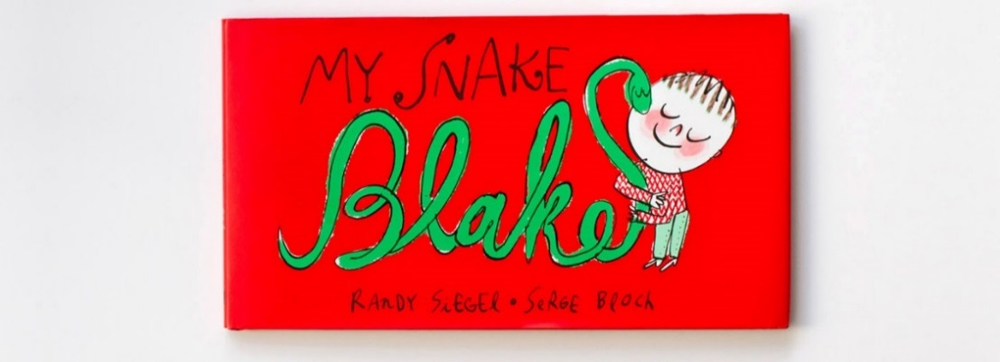 MY SNAKE
Blake
RANDY SIEGEL • SERGE BLOCH